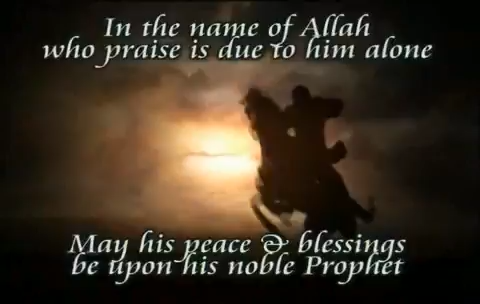 In the name of Allah
who praise is due to him alone
May his peace & blessings
be upon his noble Prophet